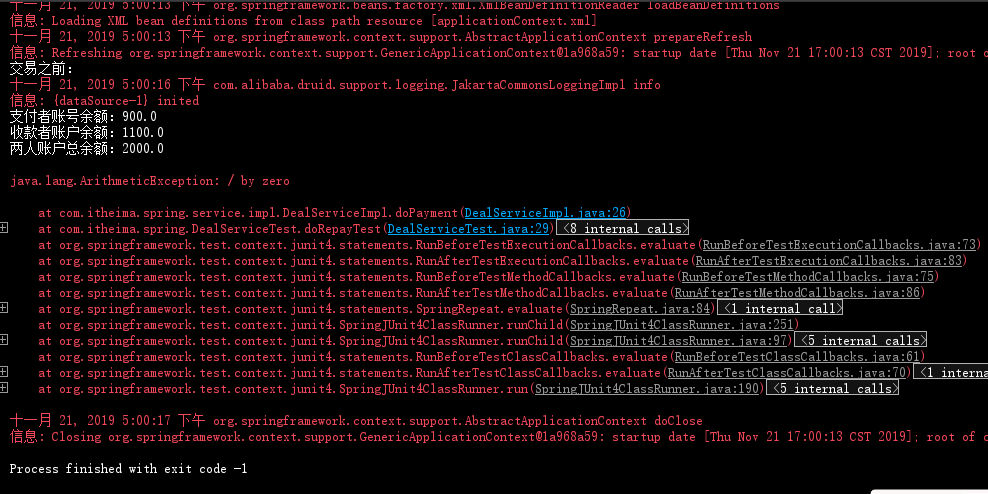 十一月 21, 2019 5:00:13 下午 org.springframework.beans.factory.xml.XmlBeanDefinitionReader loadBeanDefinitions
信息: Loading XML bean definitions from class path resource [applicationContext.xml]
十一月 21, 2019 5:00:13 下午 org.springframework.context.support.AbstractApplicationContext prepareRefresh
信息: Refreshing org.springframework.context.support.GenericApplicationContext@1a968a59: startup date [Thu Nov 21 17:00:13 CST 2019]; root o
交易之前:
十一月 21, 2019 5:00:16 下午 com.alibaba.druid.support.logging.JakartaCommonsLoggingImpl info
信息: {dataSource-1} inited
支付者账号余额: 900.0
收款者账户余额: 1100.0
两人账户总余额: 2000.0
java.lang.ArithmeticException: / by zero
at com.itheima.spring.service.impl.DealServiceImpl.doPayment(DealServiceImpl.java:26)
at com.itheima.spring.DealServiceTest.doRepayTest(DealServiceTest.java:29) <8 internal calls>
at org.springframework.test.context.junit4.statements.RunBeforeTestExecutionCallbacks.evaluate(RunBeforeTestExecutionCallbacks.java:73)
at org.springframework.test.context.junit4.statements.RunAfterTestExecutionCallbacks.evaluate(RunAfterTestExecutionCallbacks.java:83)
at org.springframework.test.context.junit4.statements.RunBeforeTestMethodCallbacks.evaluate(RunBeforeTestMethodCallbacks.java:75)
at org.springframework.test.context.junit4.statements.RunAfterTestMethodCallbacks.evaluate(RunAfterTestMethodCallbacks.java:86)
at org.springframework.test.context.junit4.statements.SpringRepeat.evaluate(SpringRepeat.java:84) <1 internal call>
at org.springframework.test.context.junit4.SpringJUnit4ClassRunner.runChild(SpringJUnit4ClassRunner.java:251)
at org.springframework.test.context.junit4.SpringJUnit4ClassRunner.runChild(SpringJUnit4ClassRunner.java:97) <5 internal calls>
at org.springframework.test.context.junit4.statements.RunBeforeTestClassCallbacks.evaluate(RunBeforeTestClassCallbacks.java:61)
at org.springframework.test.context.junit4.statements.RunAfterTestClassCallbacks.evaluate(RunAfterTestClassCallbacks.java:70) <1 interna
at org.springframework.test.context.junit4.SpringJUnit4ClassRunner.run(SpringJUnit4ClassRunner.java:190) <5 internal calls>
十一月 21, 2019 5:00:17 下午 org.springframework.context.support.AbstractApplicationContext doClose
信息: Closing org.springframework.context.support.GenericApplicationContext@1a968a59: startup date [Thu Nov 21 17:00:13 CST 2019]; root of c
Process finished with exit code -1